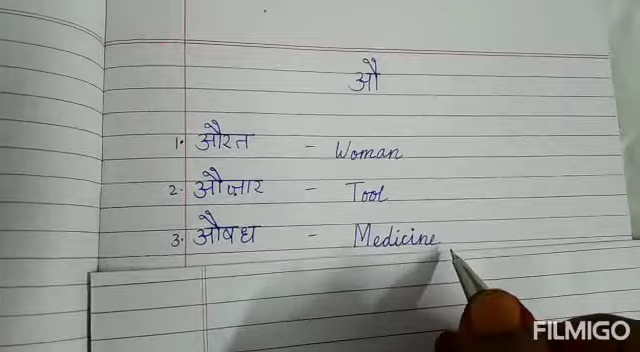 औ
1. औरत - Woman
2. औज़ार - Tool
3. औषध - Medicine
FILMIGO